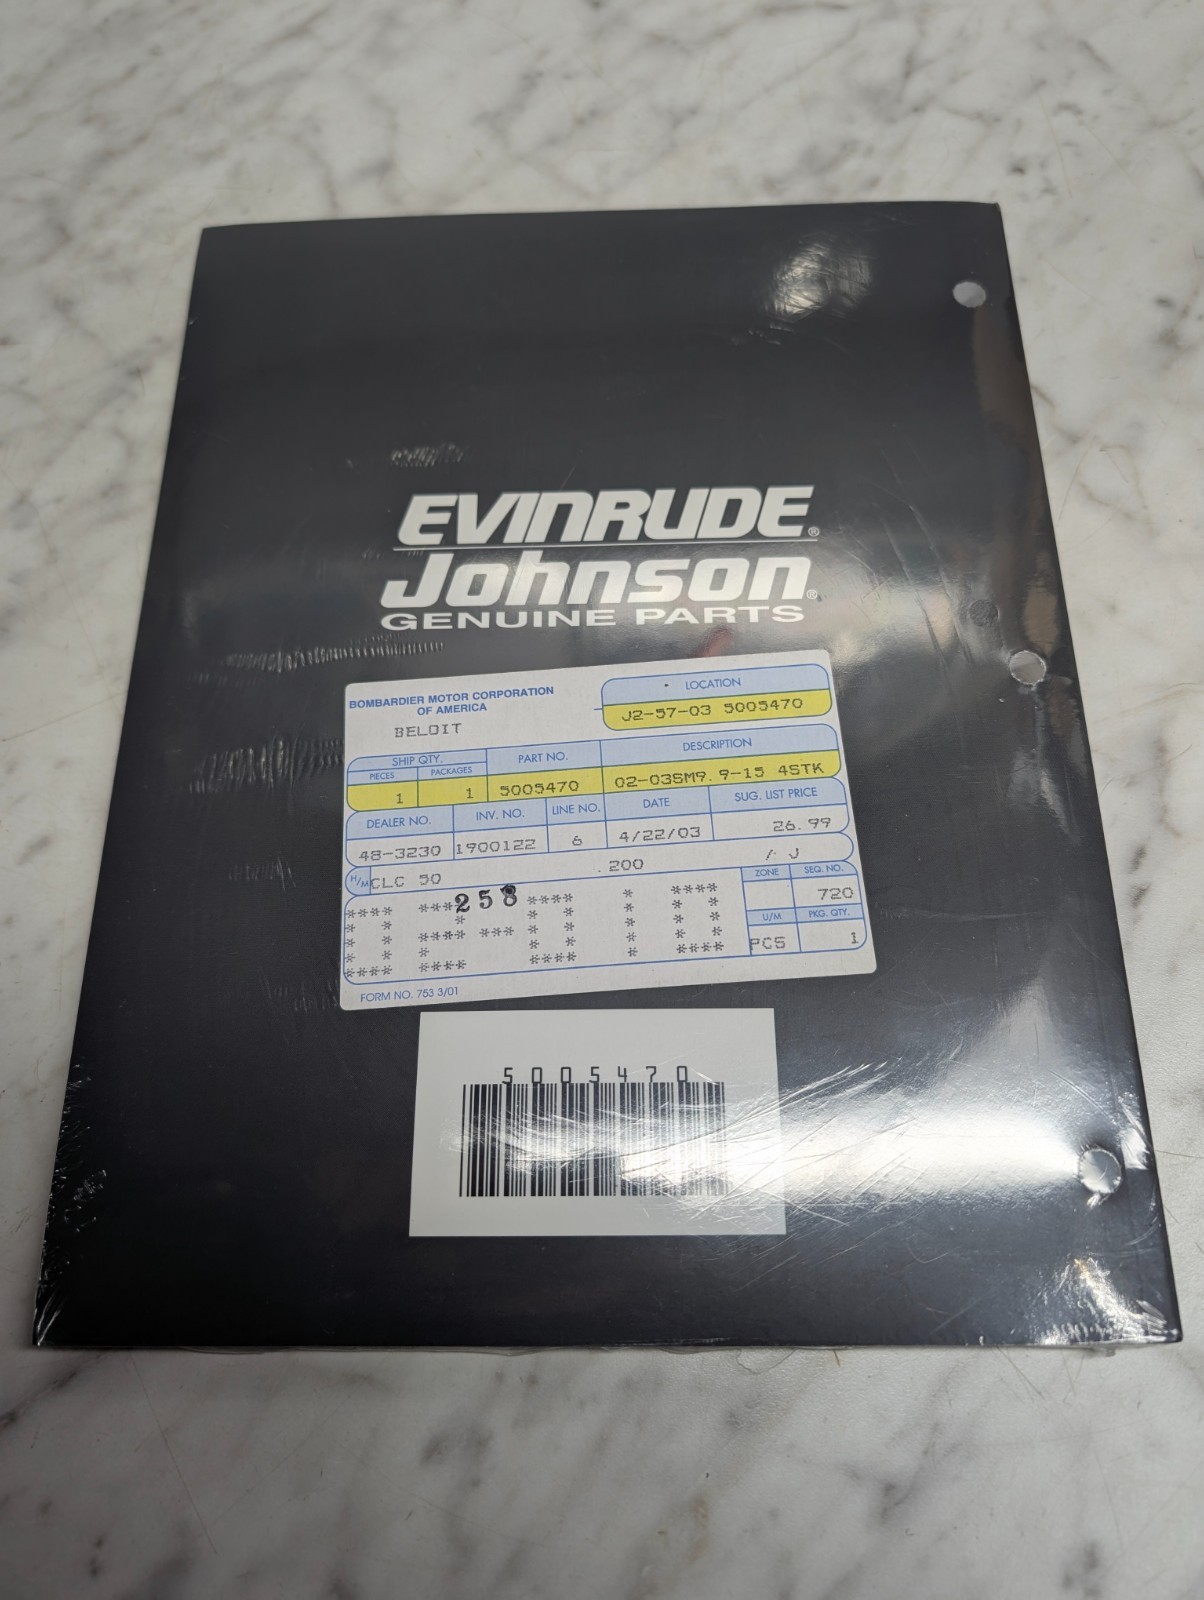 EVINRUDE®
Johnson®
GENUINE PARTS
BOMBARDIER MOTOR CORPORATION
OF AMERICA
BELOIT
LOCATION
J2-57-03 5005470
SHIP QTY.
PIECES PACKAGES
PART NO.
DESCRIPTION
1 1 5005470 02-03SM9.9-15 4STK
DEALER NO. INV. NO. LINE NO. DATE SUG. LIST PRICE
48-3230 1900122 6 4/22/03 26.99
H/M CLC 50 .200 / J
258
ZONE SEQ. NO.
720
U/M PKG. QTY.
PCS 1
FORM NO. 753 3/01
5005470